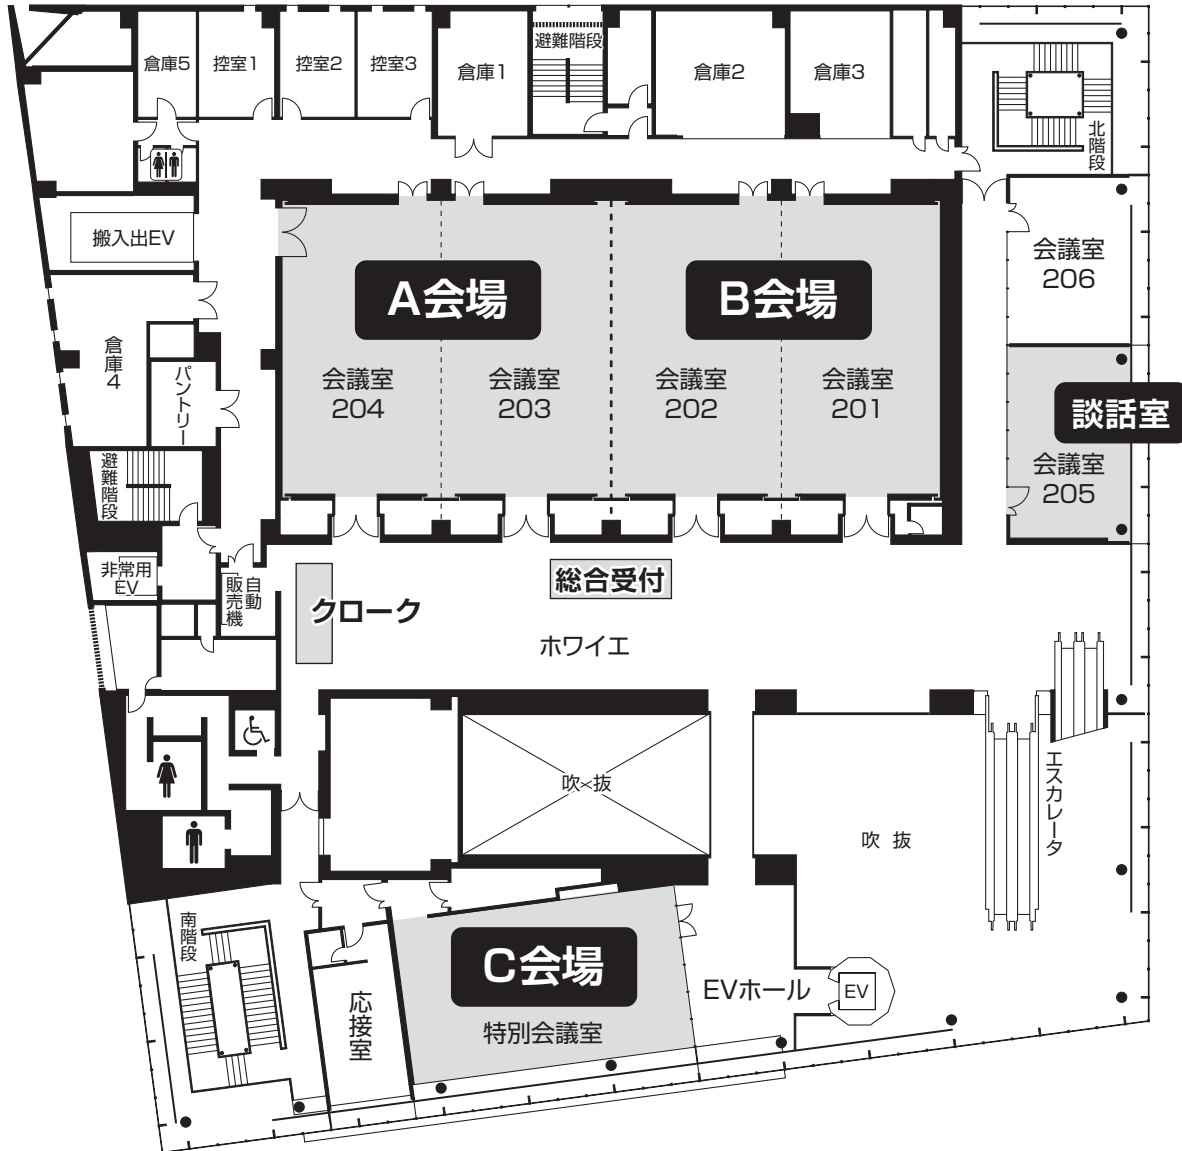 避難階段
倉庫5
控室1
控室2
控室3
倉庫1
倉庫2
倉庫3
北階段
搬入出EV
A会場
B会場
会議室
206
倉庫4
パントリー
会議室
204
会議室
203
会議室
202
会議室
201
談話室
会議室
205
避難階段
非常用
EV
自動
販売機
クローク
総合受付
ホワイエ
吹抜
吹 抜
エスカレータ
南階段
応接室
C会場
特別会議室
EVホール
EV